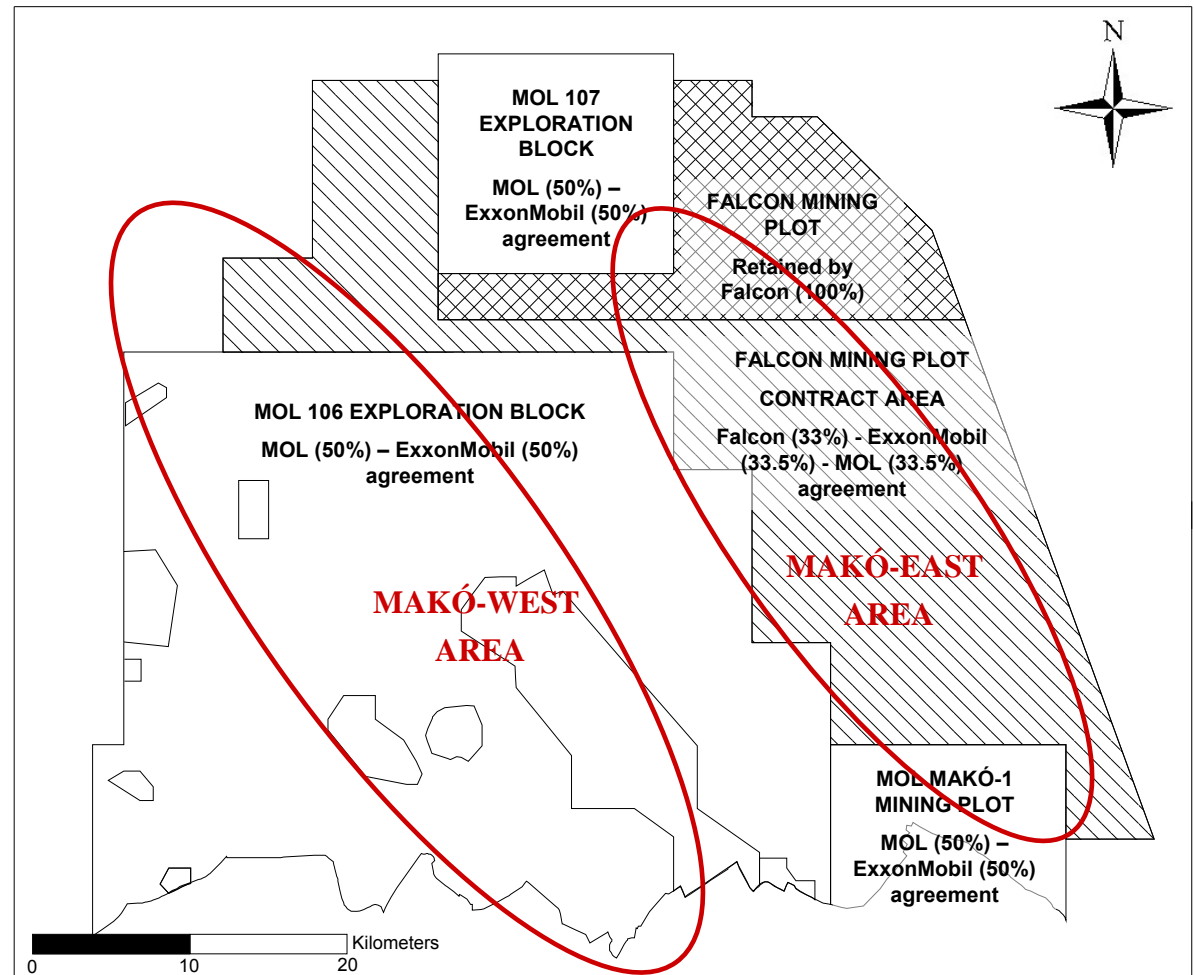 N
MOL 107
EXPLORATION
BLOCK
MOL (50%) –
ExxonMobil (50%)
agreement
FALCON MINING
PLOT
Retained by
Falcon (100%)
FALCON MINING PLOT
CONTRACT AREA
Falcon (33%) - ExxonMobil
(33.5%) - MOL (33.5%)
agreement
MOL 106 EXPLORATION BLOCK
MOL (50%) – ExxonMobil (50%)
agreement
MAKÓ-EAST
AREA
MAKÓ-WEST
AREA
MOL MAKÓ-1
MINING PLOT
MOL (50%) –
ExxonMobil (50%)
agreement
Kilometers
0 10 20